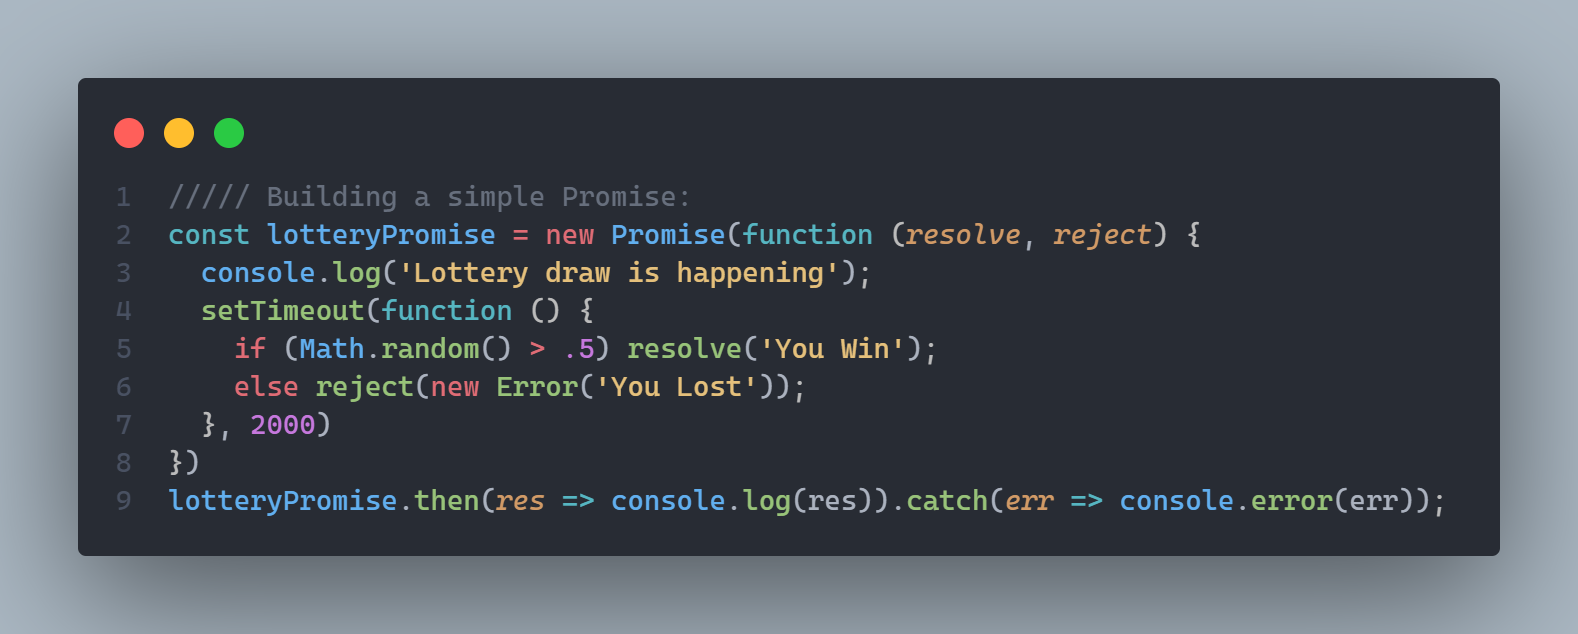 1 ///// Building a simple Promise:
2 const lotteryPromise = new Promise(function (resolve, reject) {
3   console.log('Lottery draw is happening');
4   setTimeout(function () {
5     if (Math.random() > .5) resolve('You Win');
6     else reject(new Error('You Lost'));
7   }, 2000)
8 })
9 lotteryPromise.then(res => console.log(res)).catch(err => console.error(err));